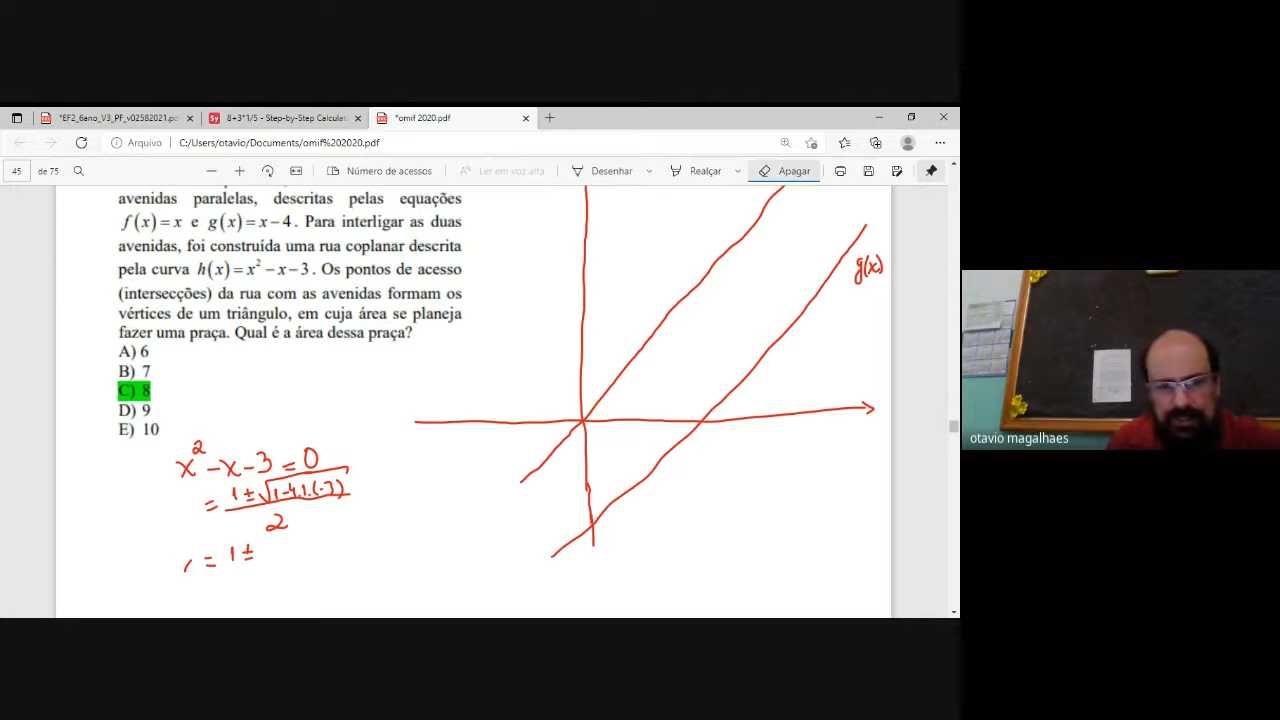 *EF2_6ano_V3_PF_v02582021.pd
8+3*1/5 - Step-by-Step Calculat
*omif 2020.pdf
Arquivo
C:/Users/otavio/Documents/omif%202020.pdf
45 de 75
Número de acessos
Ler em voz alta
Desenhar
Realçar
Apagar
avenidas paralelas, descritas pelas equações
f(x)=x e g(x)=x−4. Para interligar as duas
avenidas, foi construída uma rua coplanar descrita
pela curva h(x)=x²−x−3. Os pontos de acesso
(intersecções) da rua com as avenidas formam os
vértices de um triângulo, em cuja área se planeja
fazer uma praça. Qual é a área dessa praça?
A) 6
B) 7
C) 8
D) 9
E) 10
x²-x-3=0
= 1±√1-4.1.(-3)
2
= 1±
g(x)
otavio magalhaes